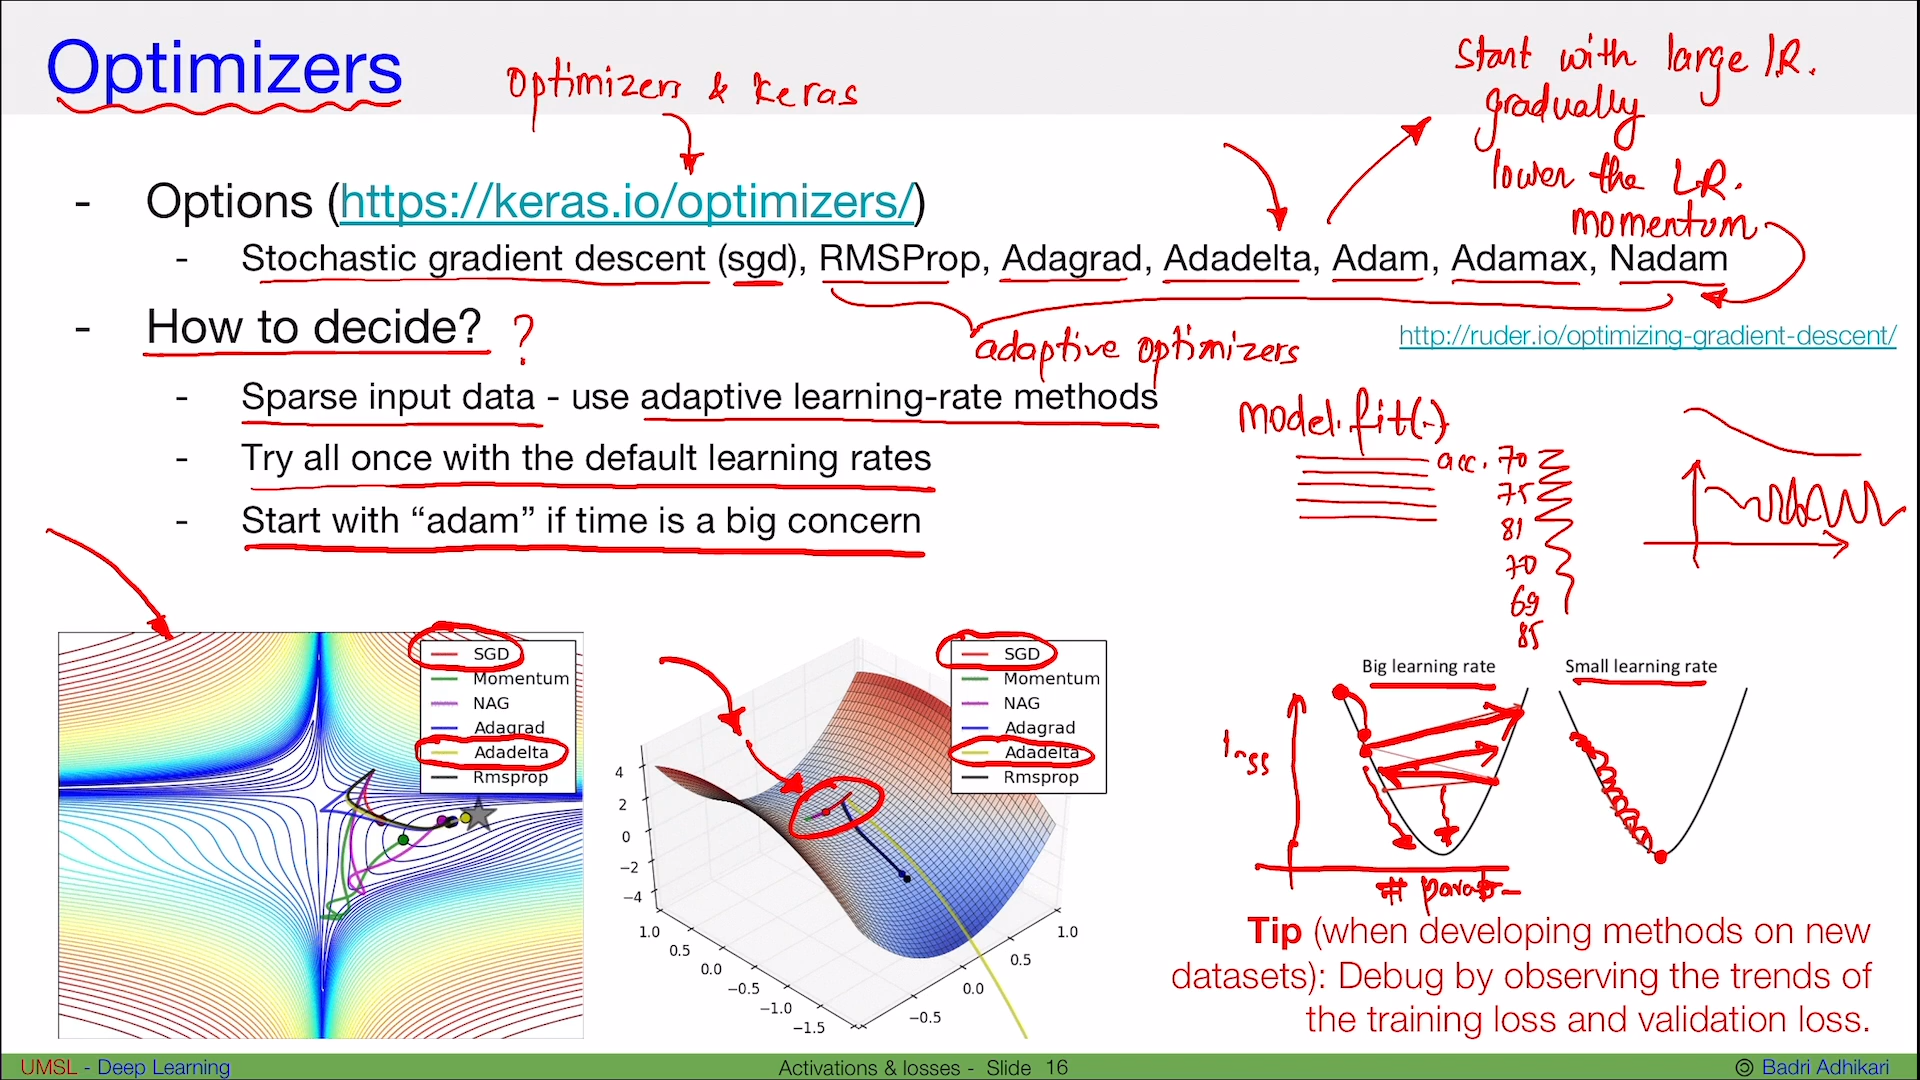 Optimizers
Optimizers & keras
Start with large LR.
gradually
lower the LR.
momentum
- Options (https://keras.io/optimizers/)
- Stochastic gradient descent (sgd), RMSProp, Adagrad, Adadelta, Adam, Adamax, Nadam
- How to decide? ?
adaptive optimizers
http://ruder.io/optimizing-gradient-descent/
- Sparse input data - use adaptive learning-rate methods
- Try all once with the default learning rates
- Start with “adam” if time is a big concern
model.fit(-)
acc. 70
75
81
70
69
85
SGD
Momentum
NAG
Adagrad
Adadelta
Rmsprop
SGD
Momentum
NAG
Adagrad
Adadelta
Rmsprop
4
2
0
−2
−4
1.0
0.5
0.0
−0.5
−1.0
−1.5
−0.5
0.0
0.5
1.0
Big learning rate
Small learning rate
loss
Tip (when developing methods on new
datasets): Debug by observing the trends of
the training loss and validation loss.
UMSL - Deep Learning
Activations & losses - Slide 16
© Badri Adhikari